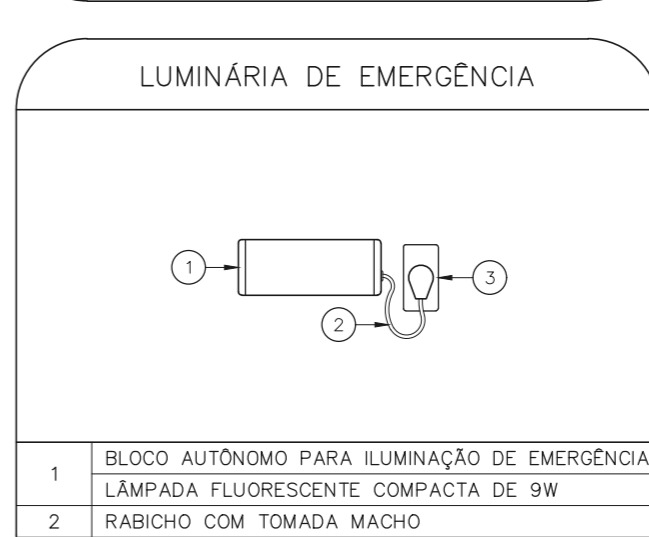 LUMINÁRIA DE EMERGÊNCIA
1
3
2
1
BLOCO AUTÔNOMO PARA ILUMINAÇÃO DE EMERGÊNCIA
LÂMPADA FLUORESCENTE COMPACTA DE 9W
2 RABICHO COM TOMADA MACHO